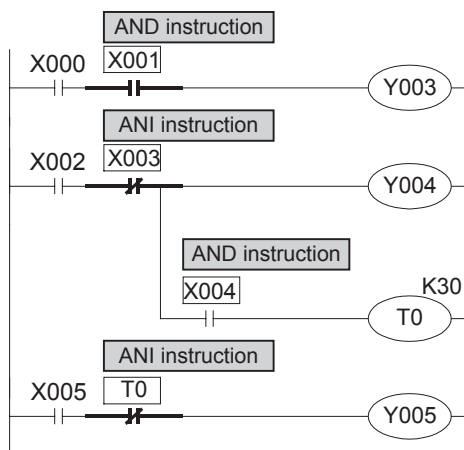 AND instruction
X000 X001
Y003
ANI instruction
X002 X003
Y004
AND instruction
X004
K30
T0
ANI instruction
X005 T0
Y005